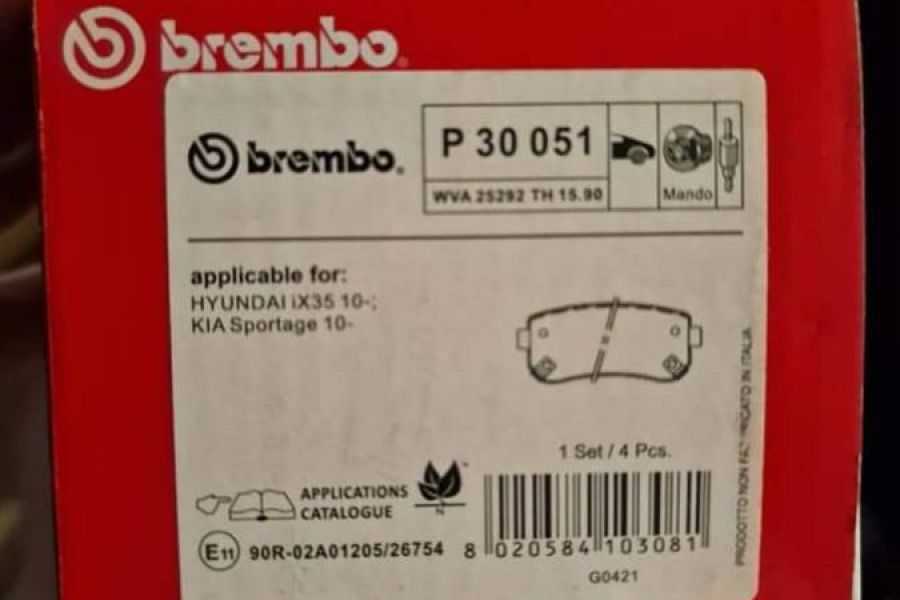 brembo.
brembo.
P 30 051
WVA 25292 TH 15.90
Mando
applicable for:
HYUNDAI iX35 10-;
KIA Sportage 10-
1 Set / 4 Pcs.
APPLICATIONS
CATALOGUE
N
E11 90R-02A01205/26754
8 020584 103081
G0421
PRODOTTO NON FABBRICATO IN ITALIA